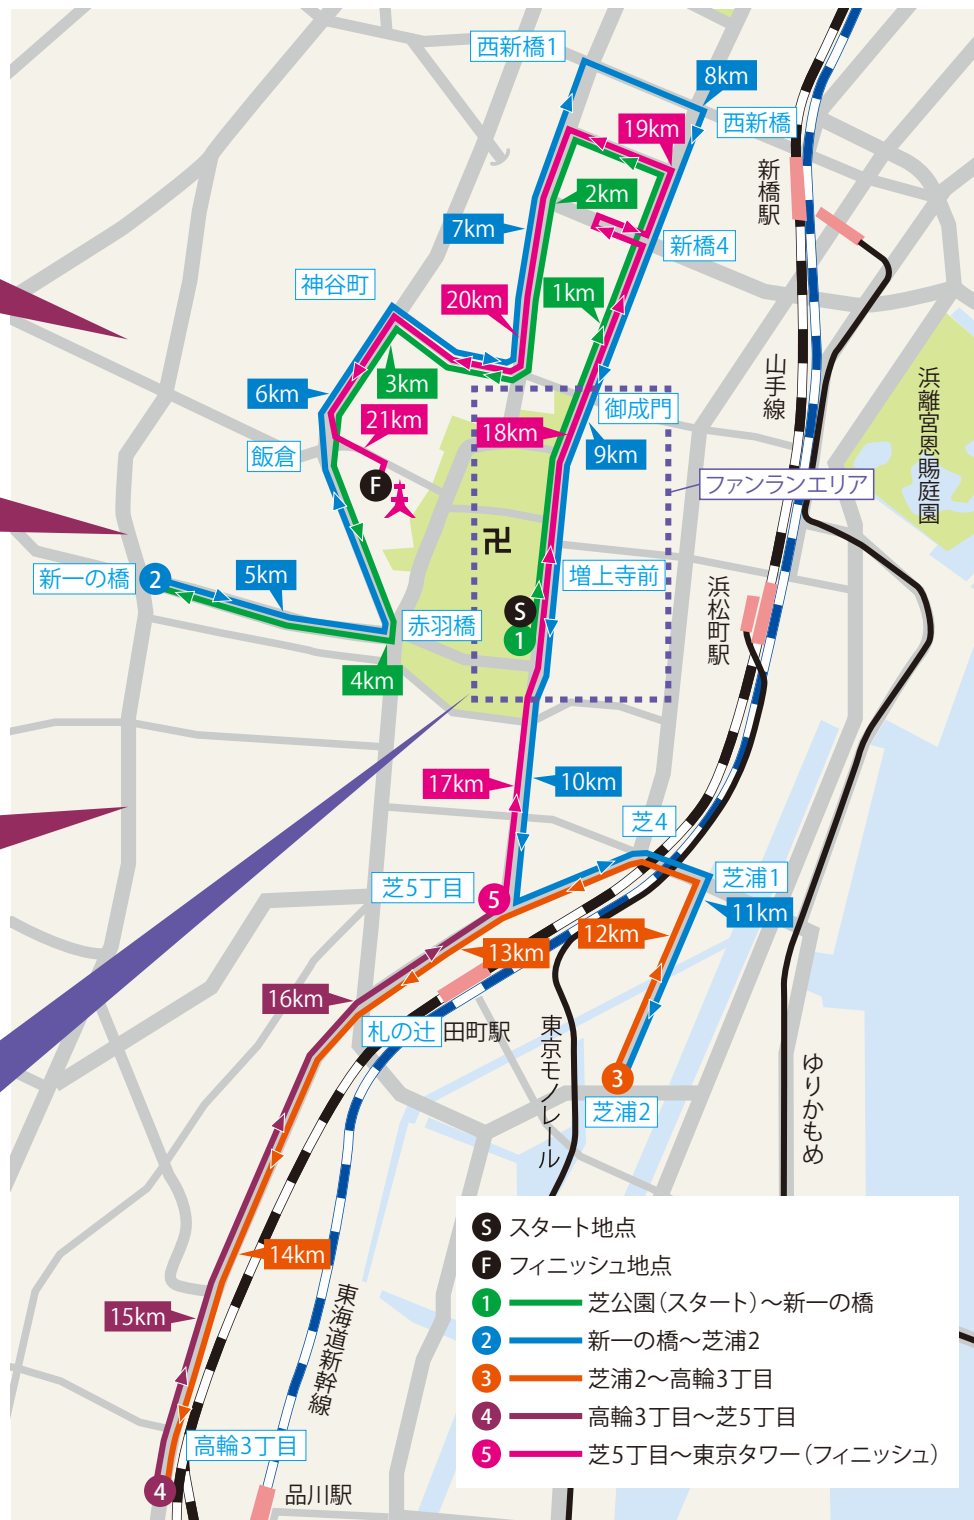 西新橋1
8km
西新橋
19km
新橋駅
2km
7km
新橋4
神谷町
20km
1km
山手線
3km
浜離宮恩賜庭園
6km
21km
御成門
18km
9km
飯倉
ファンランエリア
F
卍
新一の橋
2
5km
増上寺前
浜松町駅
S
1
赤羽橋
4km
17km
10km
芝4
芝5丁目
5
芝浦1
11km
12km
13km
16km
札の辻
田町駅
東京モノレール
ゆりかもめ
3
芝浦2
14km
15km
東海道新幹線
高輪3丁目
4
品川駅
S スタート地点
F フィニッシュ地点
1 芝公園(スタート)〜新一の橋
2 新一の橋〜芝浦2
3 芝浦2〜高輪3丁目
4 高輪3丁目〜芝5丁目
5 芝5丁目〜東京タワー(フィニッシュ)